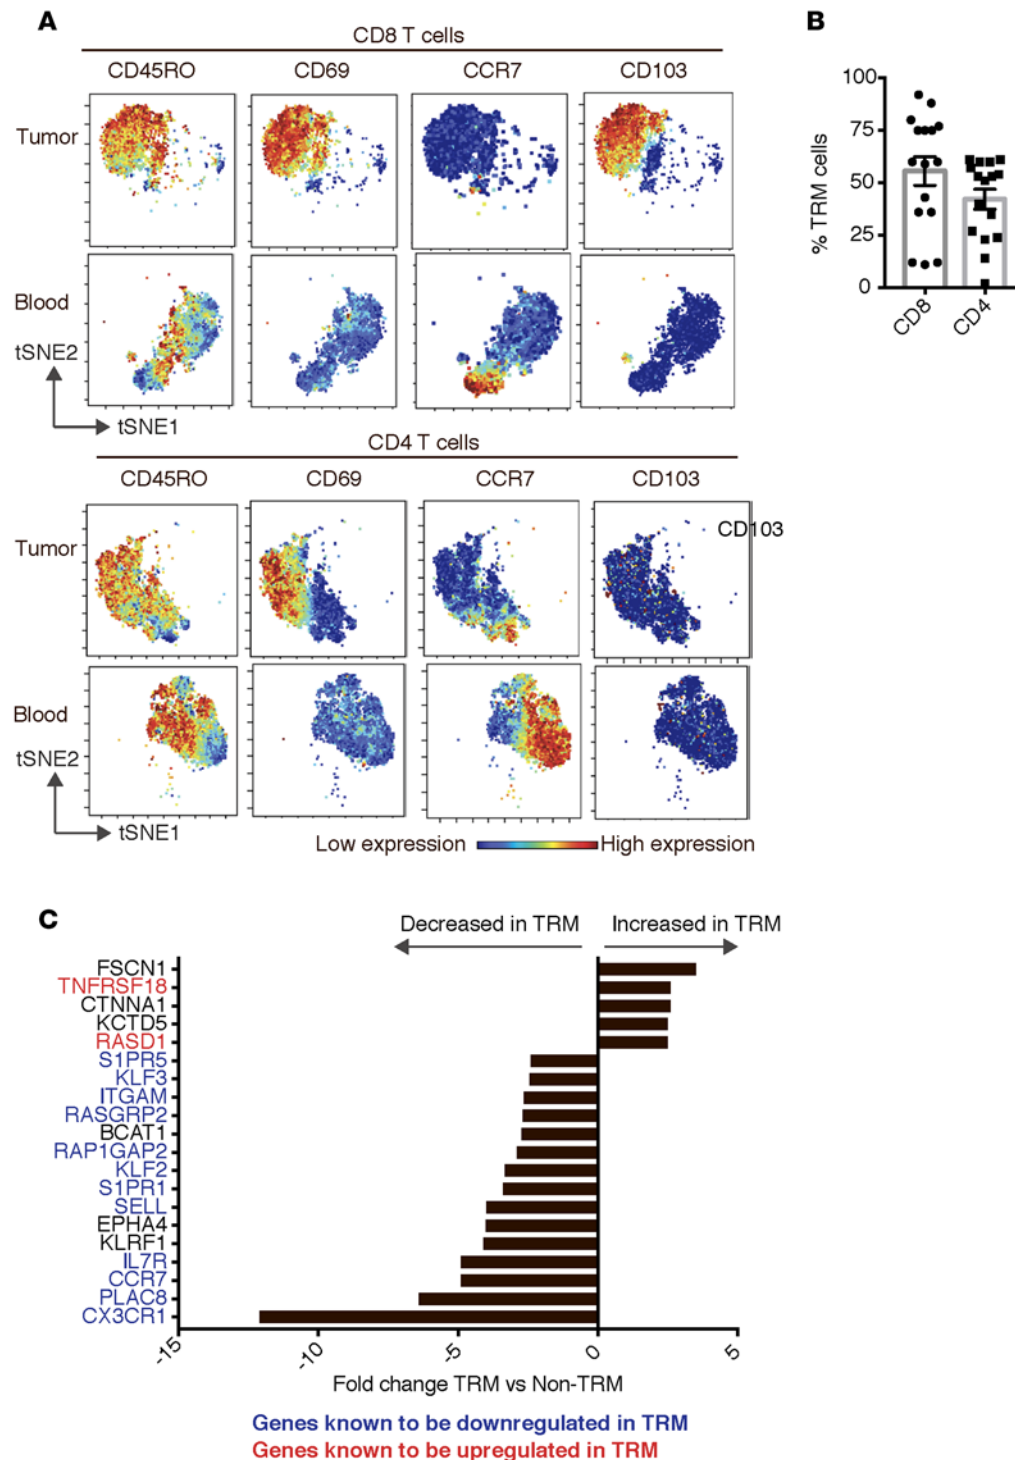 A
CD8 T cells
CD45RO CD69 CCR7 CD103
Tumor
Blood
tSNE2
tSNE1
CD4 T cells
CD45RO CD69 CCR7 CD103
CD103
Tumor
Blood
tSNE2
tSNE1
Low expression High expression
B
100
75
50
25
0
% TRM cells
CD8 CD4
C
Decreased in TRM Increased in TRM
FSCN1
TNFRSF18
CTNNA1
KCTD5
RASD1
S1PR5
KLF3
ITGAM
RASGRP2
BCAT1
RAP1GAP2
KLF2
S1PR1
SELL
EPHA4
KLRF1
IL7R
CCR7
PLAC8
CX3CR1
-15 -10 -5 0 5
Fold change TRM vs Non-TRM
Genes known to be downregulated in TRM
Genes known to be upregulated in TRM